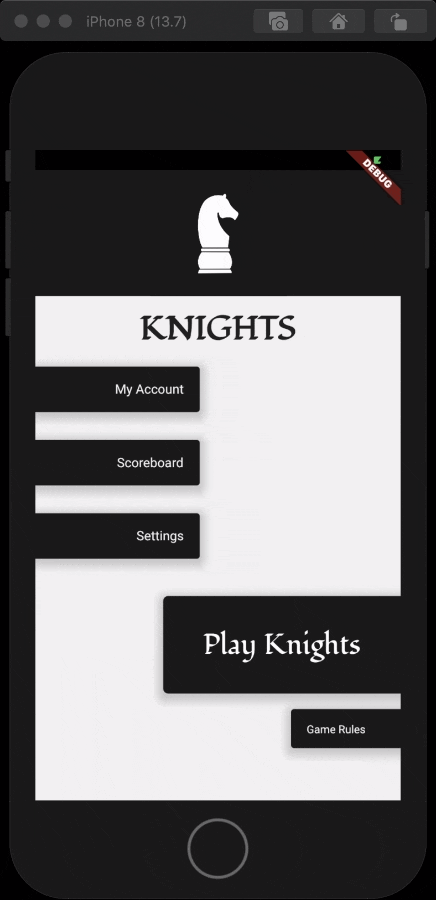 iPhone 8 (13.7)
DEBUG
KNIGHTS
My Account
Scoreboard
Settings
Play Knights
Game Rules